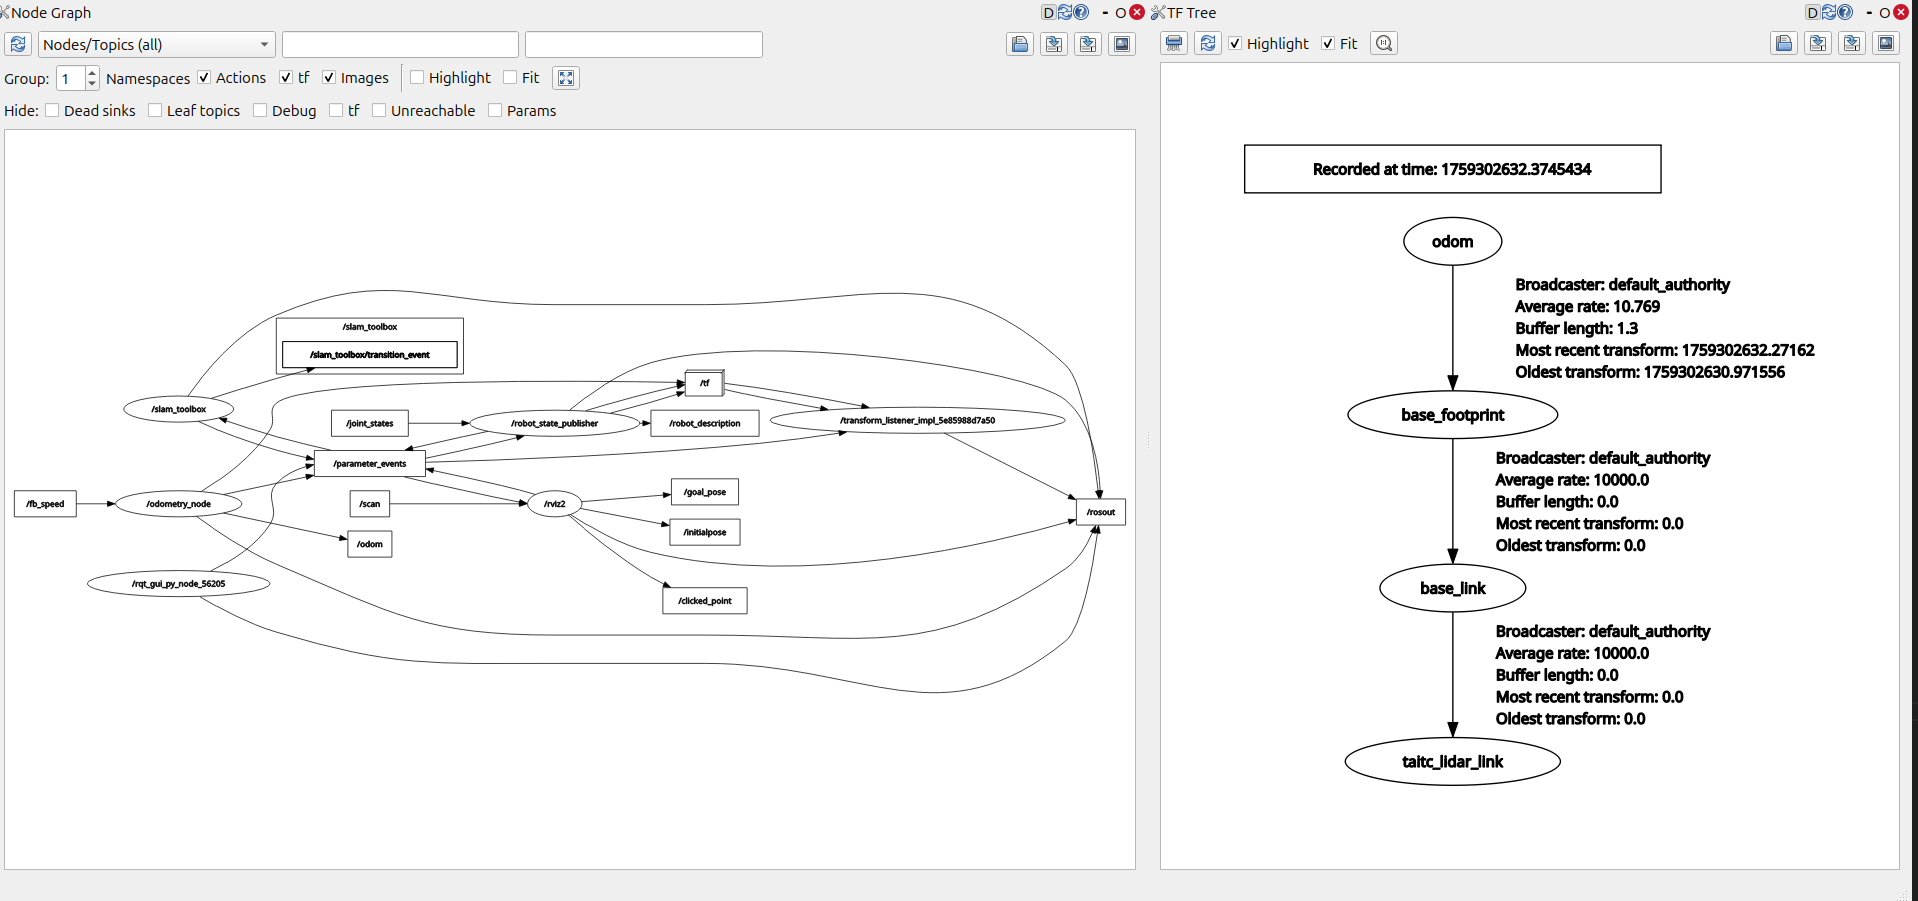 Node Graph
D
- O
Nodes/Topics (all)
Group: 1 Namespaces Actions tf Images Highlight Fit
Hide: Dead sinks Leaf topics Debug tf Unreachable Params
/slam_toolbox
/slam_toolbox/transition_event
/tf
/slam_toolbox
/joint_states
/robot_state_publisher
/robot_description
/transform_listener_impl_5e85988d7a50
/parameter_events
/fb_speed
/odometry_node
/scan
/rviz2
/goal_pose
/rosout
/initialpose
/odom
/rqt_gui_py_node_56205
/clicked_point
TF Tree
D
- O
Highlight Fit
Recorded at time: 1759302632.3745434
odom
Broadcaster: default_authority
Average rate: 10.769
Buffer length: 1.3
Most recent transform: 1759302632.27162
Oldest transform: 1759302630.971556
base_footprint
Broadcaster: default_authority
Average rate: 10000.0
Buffer length: 0.0
Most recent transform: 0.0
Oldest transform: 0.0
base_link
Broadcaster: default_authority
Average rate: 10000.0
Buffer length: 0.0
Most recent transform: 0.0
Oldest transform: 0.0
taitc_lidar_link